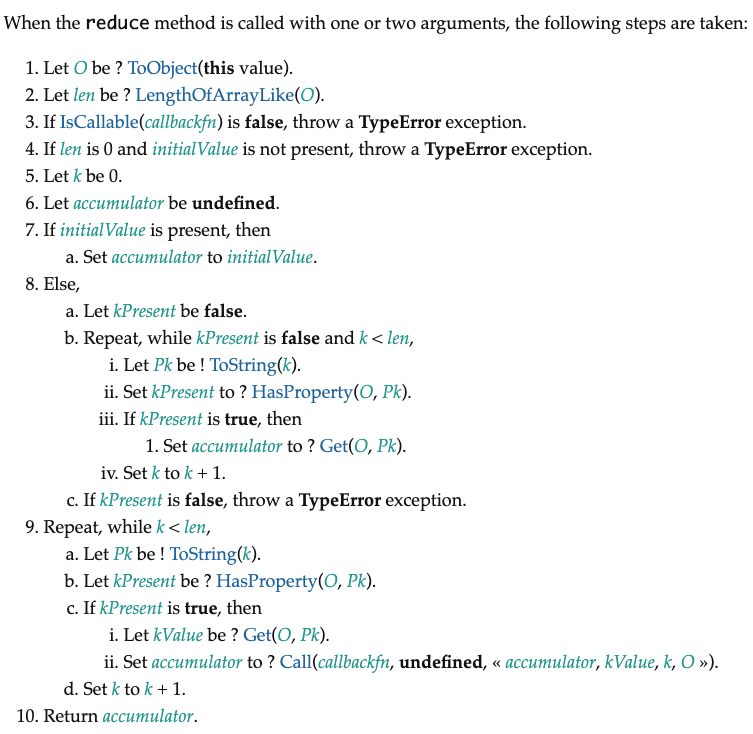 When the reduce method is called with one or two arguments, the following steps are taken:
1. Let O be ? ToObject(this value).
2. Let len be ? LengthOfArrayLike(O).
3. If IsCallable(callbackfn) is false, throw a TypeError exception.
4. If len is 0 and initialValue is not present, throw a TypeError exception.
5. Let k be 0.
6. Let accumulator be undefined.
7. If initialValue is present, then
a. Set accumulator to initialValue.
8. Else,
a. Let kPresent be false.
b. Repeat, while kPresent is false and k < len,
i. Let Pk be ! ToString(k).
ii. Set kPresent to ? HasProperty(O, Pk).
iii. If kPresent is true, then
1. Set accumulator to ? Get(O, Pk).
iv. Set k to k + 1.
c. If kPresent is false, throw a TypeError exception.
9. Repeat, while k < len,
a. Let Pk be ! ToString(k).
b. Let kPresent be ? HasProperty(O, Pk).
c. If kPresent is true, then
i. Let kValue be ? Get(O, Pk).
ii. Set accumulator to ? Call(callbackfn, undefined, « accumulator, kValue, k, O »).
d. Set k to k + 1.
10. Return accumulator.